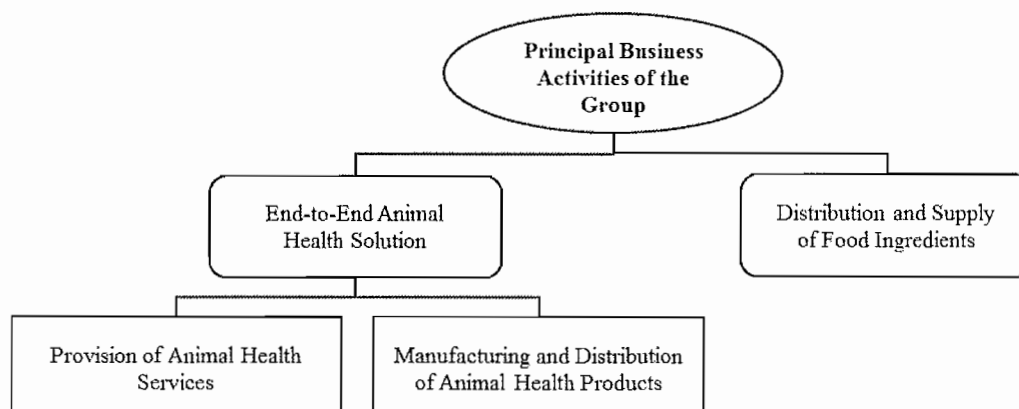 Principal Business
Activities of the
Group
End-to-End Animal
Health Solution
Distribution and Supply
of Food Ingredients
Provision of Animal Health
Services
Manufacturing and Distribution
of Animal Health Products